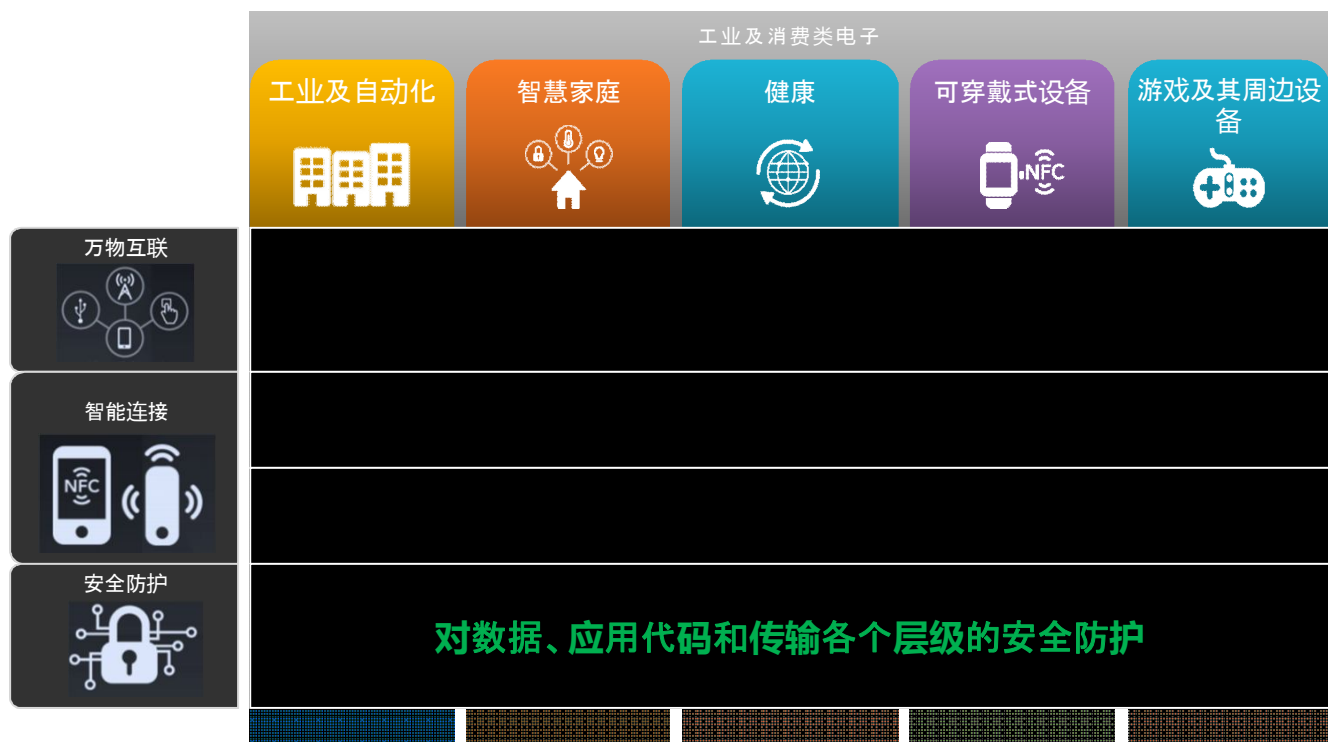 工业及消费类电子
工业及自动化
智慧家庭
健康
可穿戴式设备
游戏及其周边设
备
NFC
万物互联
智能连接
NFC
安全防护
对数据、应用代码和传输各个层级的安全防护